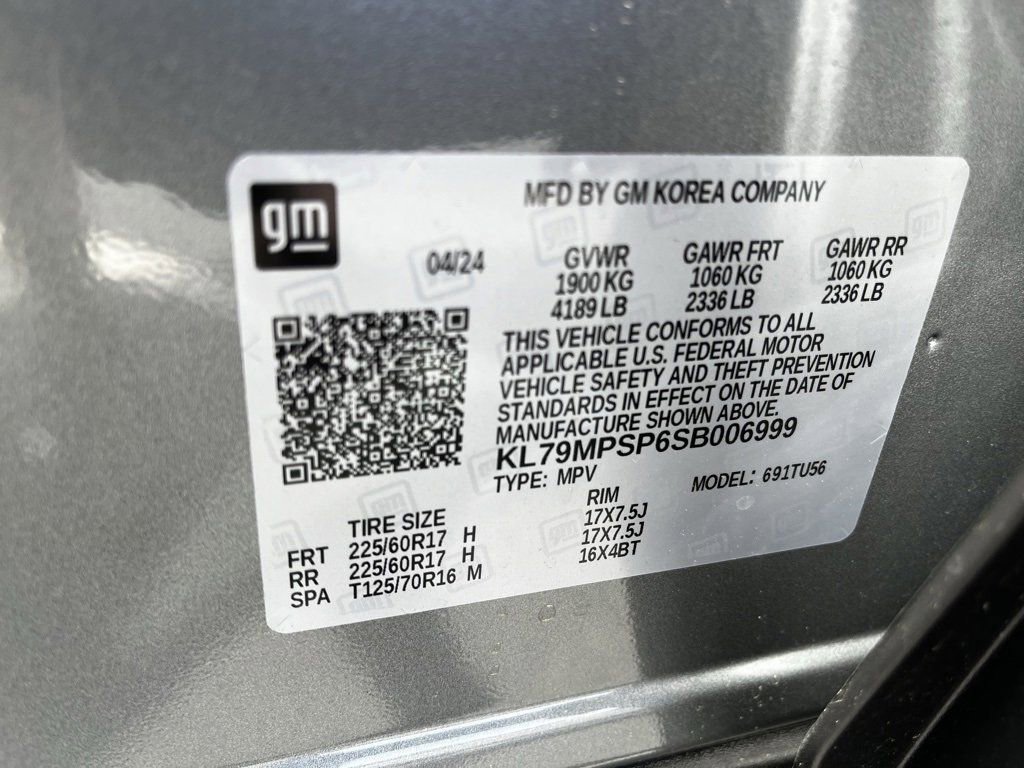 gm
MFD BY GM KOREA COMPANY
04/24
GVWR GAWR FRT GAWR RR
1900 KG 1060 KG 1060 KG
4189 LB 2336 LB 2336 LB
THIS VEHICLE CONFORMS TO ALL
APPLICABLE U.S. FEDERAL MOTOR
VEHICLE SAFETY AND THEFT PREVENTION
STANDARDS IN EFFECT ON THE DATE OF
MANUFACTURE SHOWN ABOVE.
KL79MPSP6SB006999
TYPE: MPV MODEL: 691TU56
TIRE SIZE RIM
FRT 225/60R17 H 17X7.5J
RR 225/60R17 H 17X7.5J
SPA T125/70R16 M 16X4BT